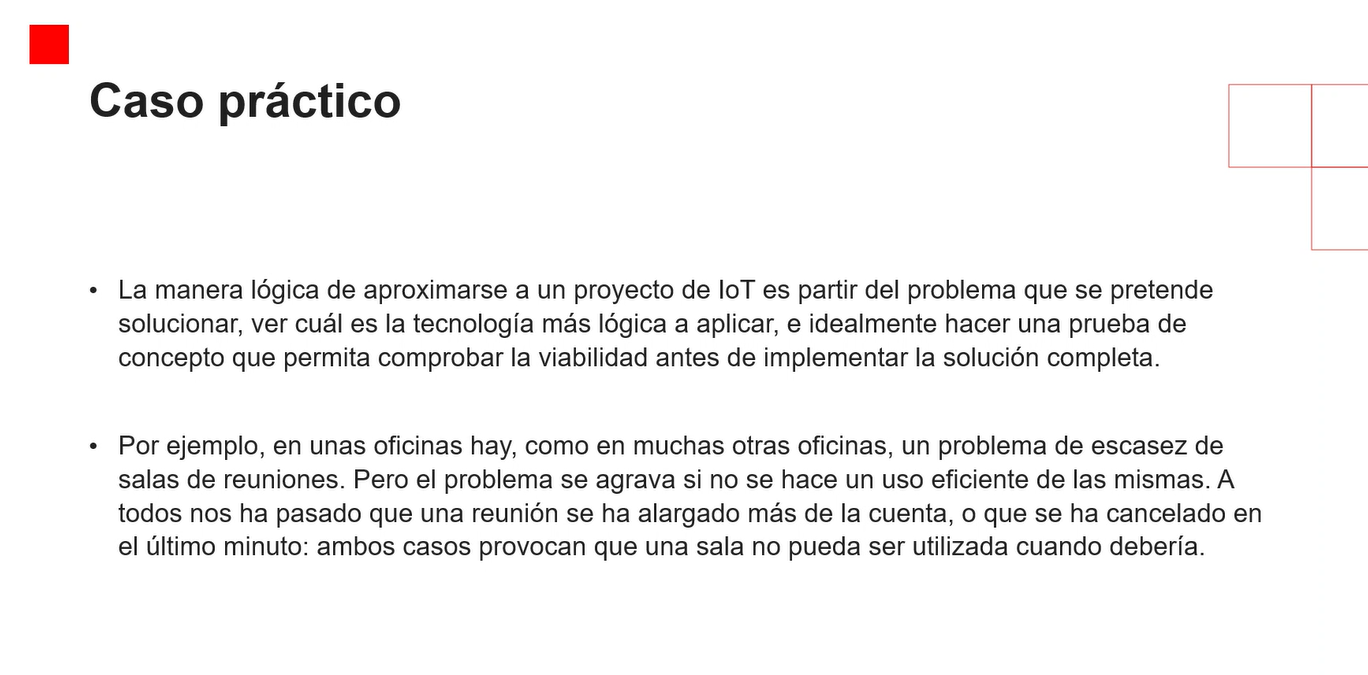 Caso práctico
• La manera lógica de aproximarse a un proyecto de IoT es partir del problema que se pretende
solucionar, ver cuál es la tecnología más lógica a aplicar, e idealmente hacer una prueba de
concepto que permita comprobar la viabilidad antes de implementar la solución completa.
• Por ejemplo, en unas oficinas hay, como en muchas otras oficinas, un problema de escasez de
salas de reuniones. Pero el problema se agrava si no se hace un uso eficiente de las mismas. A
todos nos ha pasado que una reunión se ha alargado más de la cuenta, o que se ha cancelado en
el último minuto: ambos casos provocan que una sala no pueda ser utilizada cuando debería.